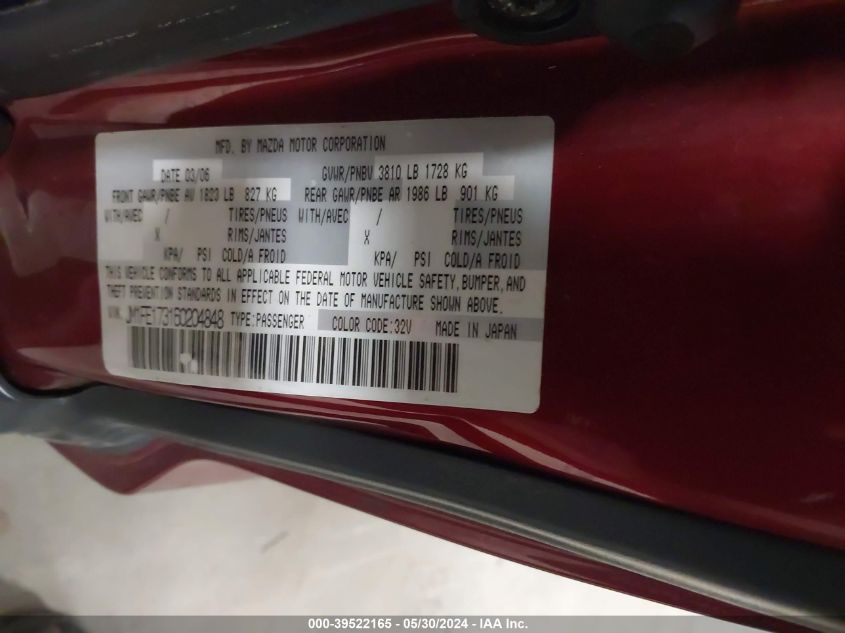 MFD. BY MAZDA MOTOR CORPORATION
DATE 03/06 GVWR/PNBV 3810 LB 1728 KG
FRONT GAWR/PNBE AV 1823 LB 827 KG REAR GAWR/PNBE AR 1986 LB 901 KG
WITH/AVEC / TIRES/PNEUS WITH/AVEC / TIRES/PNEUS
X RIMS/JANTES X RIMS/JANTES
KPA/ PSI COLD/A FROID KPA/ PSI COLD/A FROID
THIS VEHICLE CONFORMS TO ALL APPLICABLE FEDERAL MOTOR VEHICLE SAFETY,BUMPER,AND
THEFT PREVENTION STANDARDS IN EFFECT ON THE DATE OF MANUFACTURE SHOWN ABOVE.
VIN: JM1FE173160204848 TYPE:PASSENGER COLOR CODE:32V MADE IN JAPAN
000-39522165 - 05/30/2024 - IAA Inc.